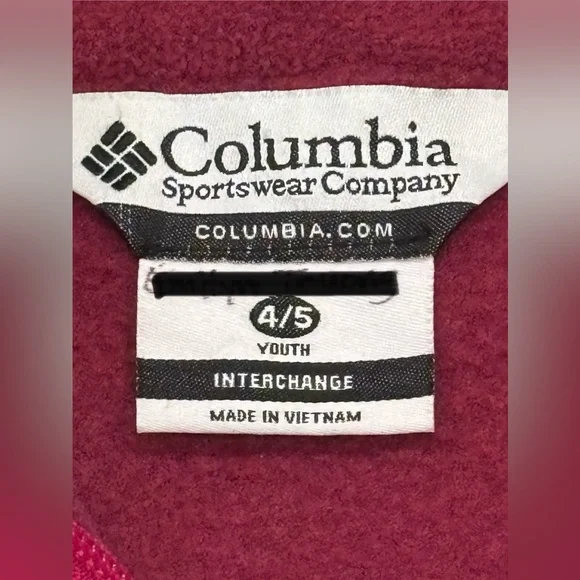 Columbia
Sportswear Company
COLUMBIA.COM
4/5
YOUTH
INTERCHANGE
MADE IN VIETNAM